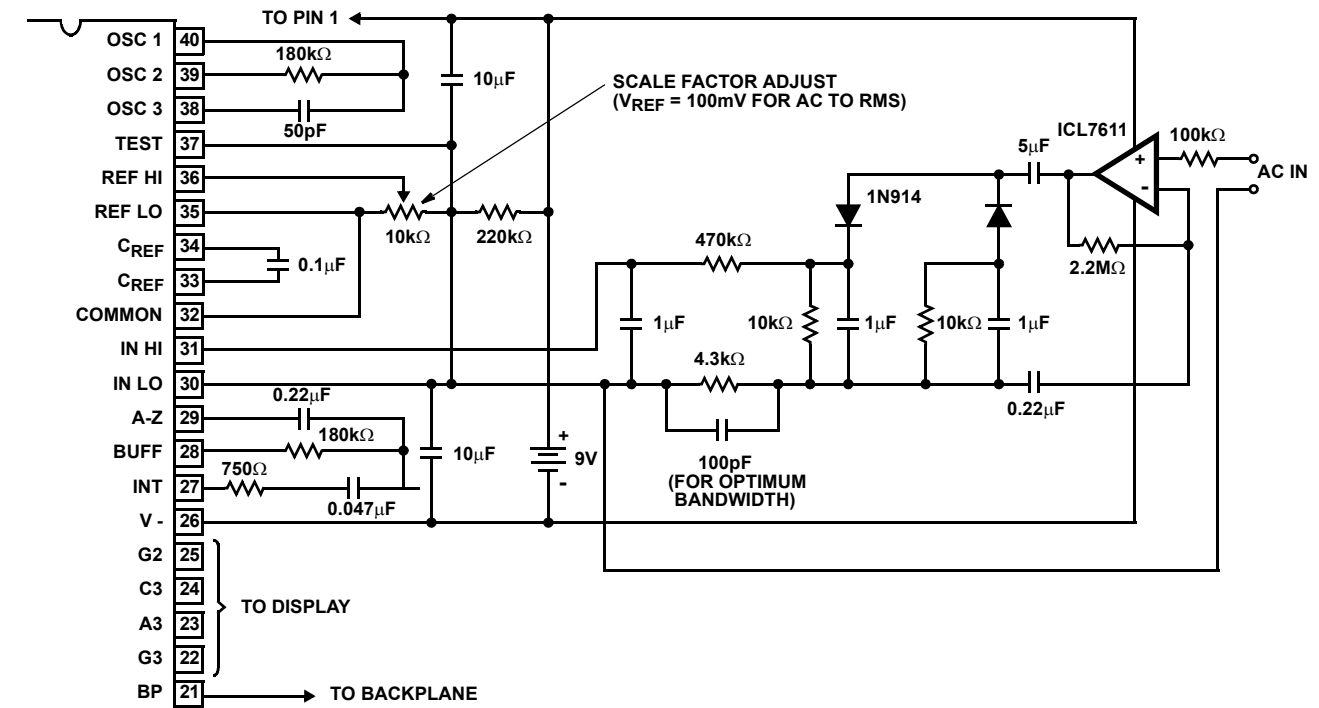 TO PIN 1
OSC 1 40
180kΩ
OSC 2 39
OSC 3 38
50pF
TEST 37
REF HI 36
REF LO 35
CREF 34
CREF 33
COMMON 32
IN HI 31
IN LO 30
A-Z 29
BUFF 28
INT 27
V - 26
G2 25
C3 24
A3 23
G3 22
BP 21
10µF
SCALE FACTOR ADJUST
(VREF = 100mV FOR AC TO RMS)
10kΩ
220kΩ
0.1µF
0.22µF
180kΩ
750Ω
0.047µF
10µF
+
9V
-
TO DISPLAY
TO BACKPLANE
470kΩ
1µF
10kΩ
1µF
4.3kΩ
100pF
(FOR OPTIMUM
BANDWIDTH)
1N914
10kΩ
1µF
0.22µF
5µF
ICL7611
+
-
100kΩ
AC IN
2.2MΩ